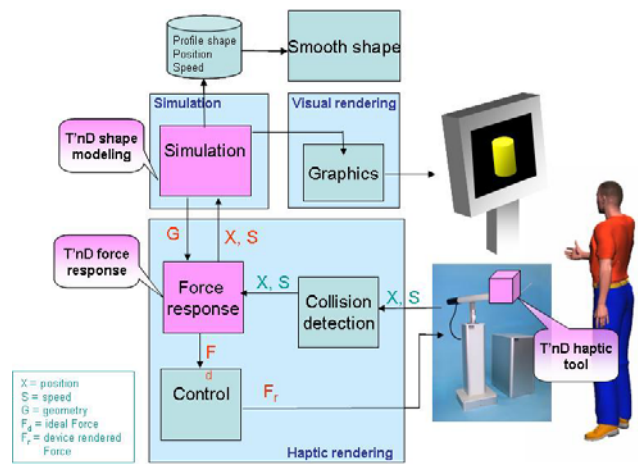 Profile shape
Position
Speed
Smooth shape
Simulation
Visual rendering
T'nD shape
modeling
Simulation
Graphics
G
X, S
T'nD force
response
Force
response
X, S
Collision
detection
X, S
T'nD haptic
tool
F
d
Control
Fr
Haptic rendering
X = position
S = speed
G = geometry
Fd = ideal Force
Fr = device rendered
Force